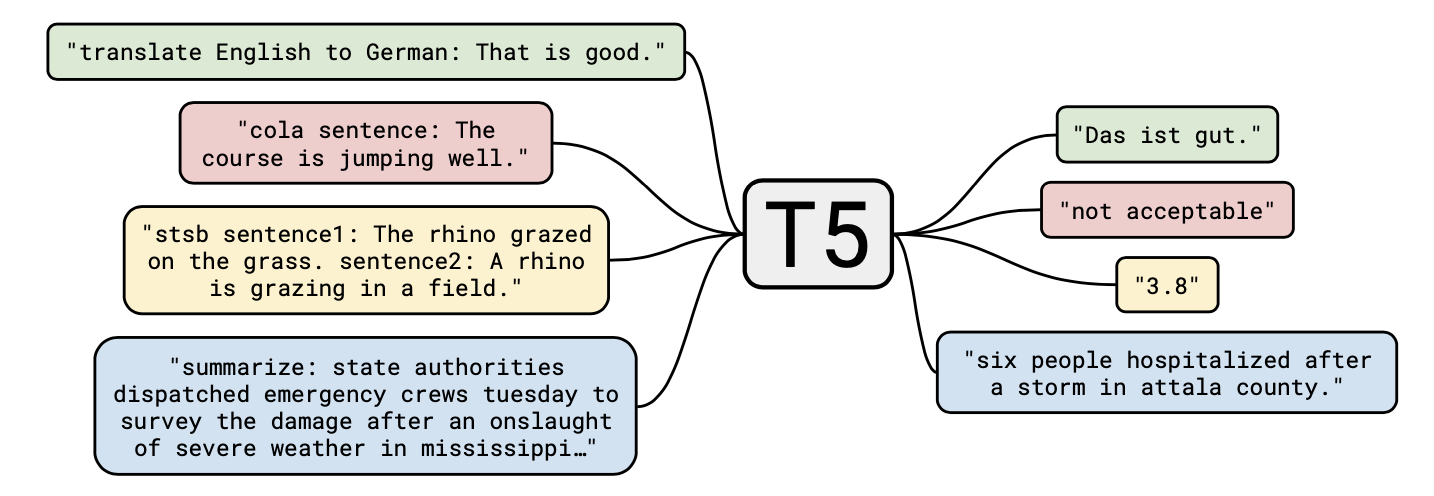 "translate English to German: That is good."
"cola sentence: The
course is jumping well."
"stsb sentence1: The rhino grazed
on the grass. sentence2: A rhino
is grazing in a field."
"summarize: state authorities
dispatched emergency crews tuesday to
survey the damage after an onslaught
of severe weather in mississippi…"
T5
"Das ist gut."
"not acceptable"
"3.8"
"six people hospitalized after
a storm in attala county."